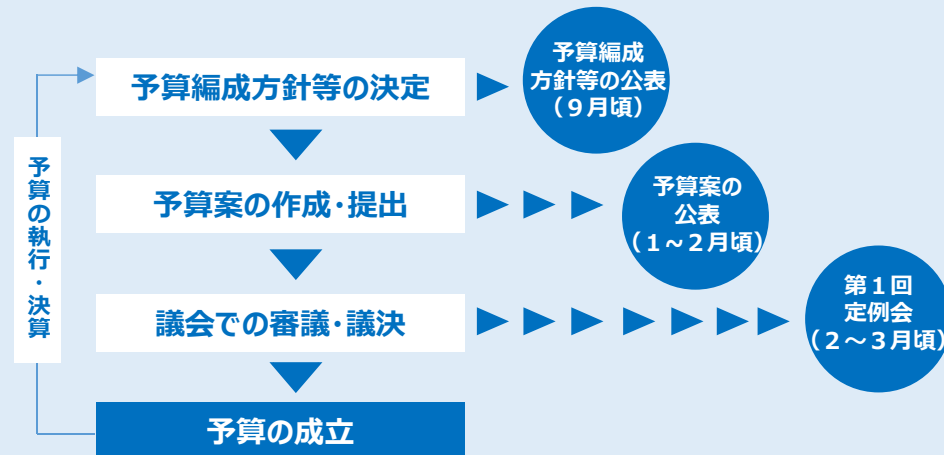 予算編成方針等の決定
予算編成
方針等の公表
（９月頃）
予算案の作成・提出
予算案の
公表
（１～２月頃）
議会での審議・議決
第１回
定例会
（２～３月頃）
予算の成立
予算の執行・決算